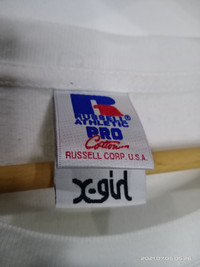 RUSSELL®
ATHLETIC
PRO
Cotton
RUSSELL CORP. U.S.A.
X-girl